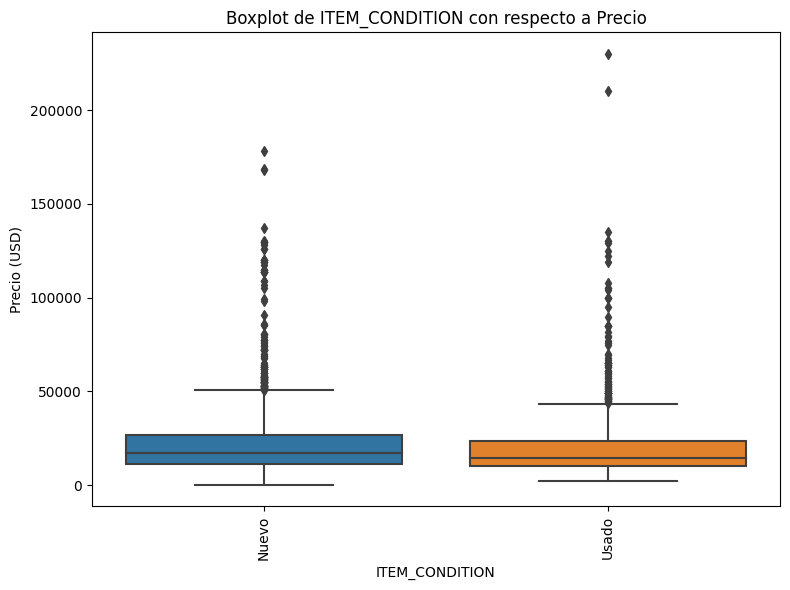 Boxplot de ITEM_CONDITION con respecto a Precio
Precio (USD)
200000
150000
100000
50000
0
Nuevo
Usado
ITEM_CONDITION